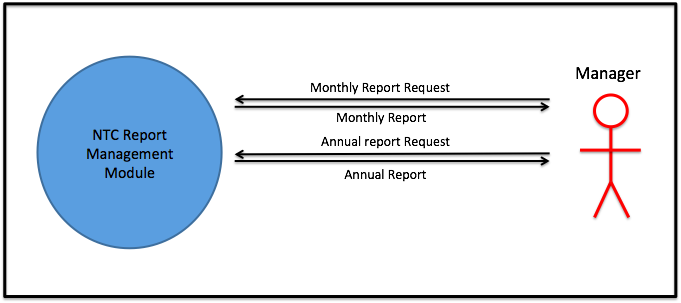 Manager
Monthly Report Request
Monthly Report
NTC Report
Management
Module
Annual report Request
Annual Report